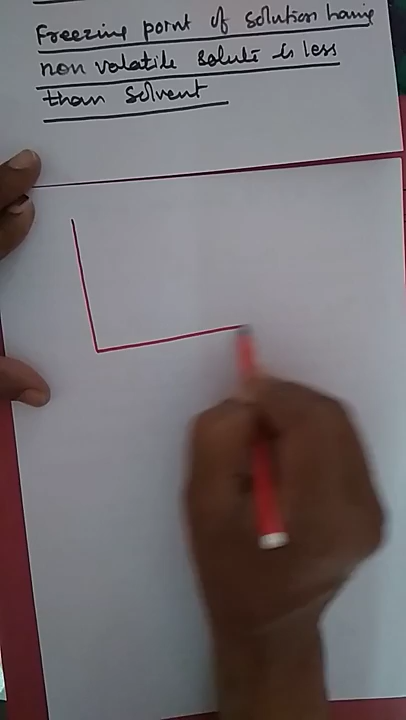 Freezing point of solution having
non volatile solute is less
than solvent